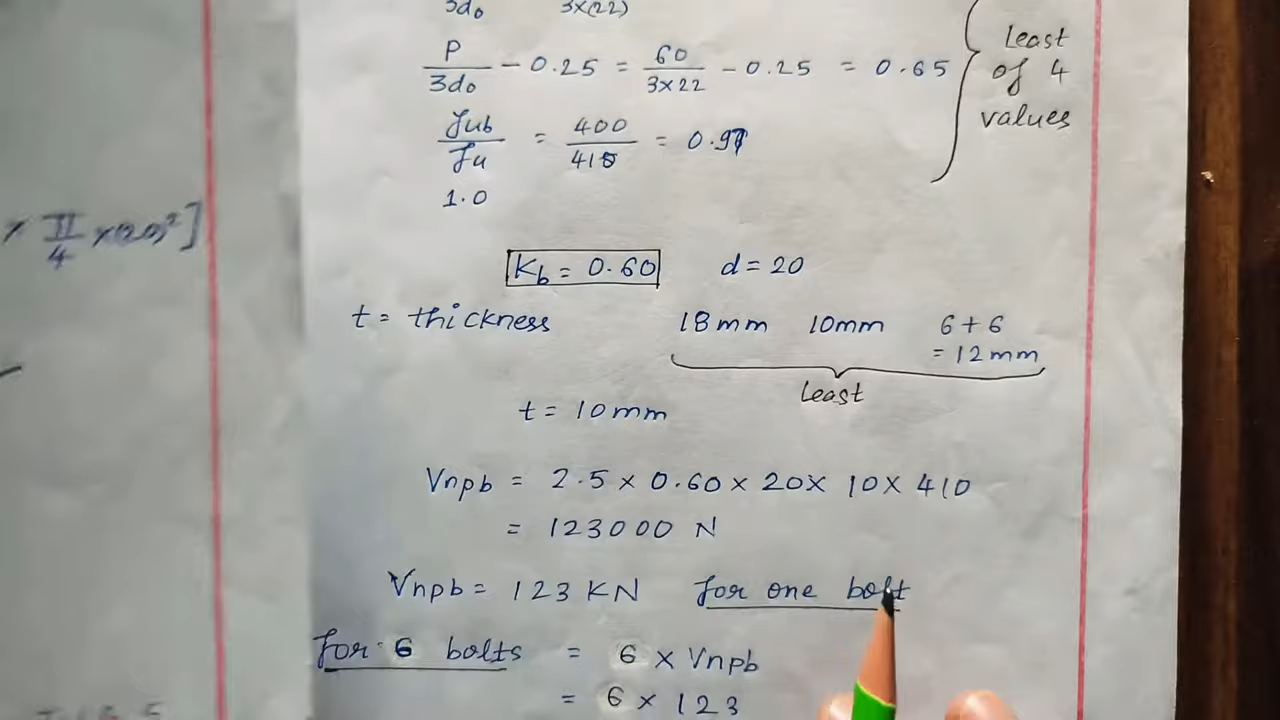 3d₀ 3×(22)
P/3d₀ - 0.25 = 60/3×22 - 0.25 = 0.65
Least of 4 values
fub/fu = 400/410 = 0.97
1.0
× π/4 ×(20)²]
Kb = 0.60 d = 20
t = thickness 18mm 10mm 6+6
= 12mm
Least
t = 10mm
Vnpb = 2.5 × 0.60 × 20 × 10 × 410
= 123000 N
Vnpb = 123 KN for one bolt
for 6 bolts = 6 × Vnpb
= 6 × 123